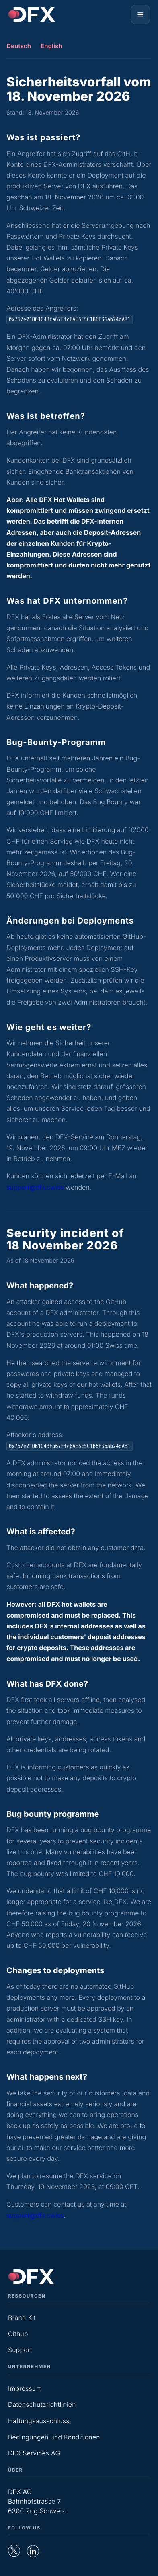 DFX
Deutsch English
Sicherheitsvorfall vom
18. November 2026
Stand: 18. November 2026
Was ist passiert?
Ein Angreifer hat sich Zugriff auf das GitHub-
Konto eines DFX-Administrators verschafft. Über
dieses Konto konnte er ein Deployment auf den
produktiven Server von DFX ausführen. Das
geschah am 18. November 2026 um ca. 01:00
Uhr Schweizer Zeit.
Anschliessend hat er die Serverumgebung nach
Passwörtern und Private Keys durchsucht.
Dabei gelang es ihm, sämtliche Private Keys
unserer Hot Wallets zu kopieren. Danach
begann er, Gelder abzuziehen. Die
abgezogenen Gelder belaufen sich auf ca.
40'000 CHF.
Adresse des Angreifers:
Ein DFX-Administrator hat den Zugriff am
Morgen gegen ca. 07:00 Uhr bemerkt und den
Server sofort vom Netzwerk genommen.
Danach haben wir begonnen, das Ausmass des
Schadens zu evaluieren und den Schaden zu
begrenzen.
Was ist betroffen?
Der Angreifer hat keine Kundendaten
abgegriffen.
Kundenkonten bei DFX sind grundsätzlich
sicher. Eingehende Banktransaktionen von
Kunden sind sicher.
Aber: Alle DFX Hot Wallets sind
kompromittiert und müssen zwingend ersetzt
werden. Das betrifft die DFX-internen
Adressen, aber auch die Deposit-Adressen
der einzelnen Kunden für Krypto-
Einzahlungen. Diese Adressen sind
kompromittiert und dürfen nicht mehr genutzt
werden.
Was hat DFX unternommen?
DFX hat als Erstes alle Server vom Netz
genommen, danach die Situation analysiert und
Sofortmassnahmen ergriffen, um weiteren
Schaden abzuwenden.
Alle Private Keys, Adressen, Access Tokens und
weiteren Zugangsdaten werden rotiert.
DFX informiert die Kunden schnellstmöglich,
keine Einzahlungen an Krypto-Deposit-
Adressen vorzunehmen.
Bug-Bounty-Programm
DFX unterhält seit mehreren Jahren ein Bug-
Bounty-Programm, um solche
Sicherheitsvorfälle zu vermeiden. In den letzten
Jahren wurden darüber viele Schwachstellen
gemeldet und behoben. Das Bug Bounty war
auf 10'000 CHF limitiert.
Wir verstehen, dass eine Limitierung auf 10'000
CHF für einen Service wie DFX heute nicht
mehr zeitgemäss ist. Wir erhöhen das Bug-
Bounty-Programm deshalb per Freitag, 20.
November 2026, auf 50'000 CHF. Wer eine
Sicherheitslücke meldet, erhält damit bis zu
50'000 CHF pro Sicherheitslücke.
Änderungen bei Deployments
Ab heute gibt es keine automatisierten GitHub-
Deployments mehr. Jedes Deployment auf
einen Produktivserver muss von einem
Administrator mit einem speziellen SSH-Key
freigegeben werden. Zusätzlich prüfen wir die
Umsetzung eines Systems, bei dem es jeweils
die Freigabe von zwei Administratoren braucht.
Wie geht es weiter?
Wir nehmen die Sicherheit unserer
Kundendaten und der finanziellen
Vermögenswerte extrem ernst und setzen alles
daran, den Betrieb möglichst sicher wieder
hochzufahren. Wir sind stolz darauf, grösseren
Schaden abgewendet zu haben, und geben
alles, um unseren Service jeden Tag besser und
sicherer zu machen.
Wir planen, den DFX-Service am Donnerstag,
19. November 2026, um 09:00 Uhr MEZ wieder
in Betrieb zu nehmen.
Kunden können sich jederzeit per E-Mail an
wenden.
Security incident of
18 November 2026
As of 18 November 2026
What happened?
An attacker gained access to the GitHub
account of a DFX administrator. Through this
account he was able to run a deployment to
DFX's production servers. This happened on 18
November 2026 at around 01:00 Swiss time.
He then searched the server environment for
passwords and private keys and managed to
copy all private keys of our hot wallets. After that
he started to withdraw funds. The funds
withdrawn amount to approximately CHF
40,000.
Attacker's address:
A DFX administrator noticed the access in the
morning at around 07:00 and immediately
disconnected the server from the network. We
then started to assess the extent of the damage
and to contain it.
What is affected?
The attacker did not obtain any customer data.
Customer accounts at DFX are fundamentally
safe. Incoming bank transactions from
customers are safe.
However: all DFX hot wallets are
compromised and must be replaced. This
includes DFX's internal addresses as well as
the individual customers' deposit addresses
for crypto deposits. These addresses are
compromised and must no longer be used.
What has DFX done?
DFX first took all servers offline, then analysed
the situation and took immediate measures to
prevent further damage.
All private keys, addresses, access tokens and
other credentials are being rotated.
DFX is informing customers as quickly as
possible not to make any deposits to crypto
deposit addresses.
Bug bounty programme
DFX has been running a bug bounty programme
for several years to prevent security incidents
like this one. Many vulnerabilities have been
reported and fixed through it in recent years.
The bug bounty was limited to CHF 10,000.
We understand that a limit of CHF 10,000 is no
longer appropriate for a service like DFX. We are
therefore raising the bug bounty programme to
CHF 50,000 as of Friday, 20 November 2026.
Anyone who reports a vulnerability can receive
up to CHF 50,000 per vulnerability.
Changes to deployments
As of today there are no automated GitHub
deployments any more. Every deployment to a
production server must be approved by an
administrator with a dedicated SSH key. In
addition, we are evaluating a system that
requires the approval of two administrators for
each deployment.
What happens next?
We take the security of our customers' data and
financial assets extremely seriously and are
doing everything we can to bring operations
back up as safely as possible. We are proud to
have prevented greater damage and are giving
our all to make our service better and more
secure every day.
We plan to resume the DFX service on
Thursday, 19 November 2026, at 09:00 CET.
Customers can contact us at any time at
DFX
RESSOURCEN
Brand Kit
Github
Support
UNTERNEHMEN
Impressum
Datenschutzrichtlinien
Haftungsausschluss
Bedingungen und Konditionen
DFX Services AG
ÜBER
DFX AG
Bahnhofstrasse 7
6300 Zug Schweiz
FOLLOW US